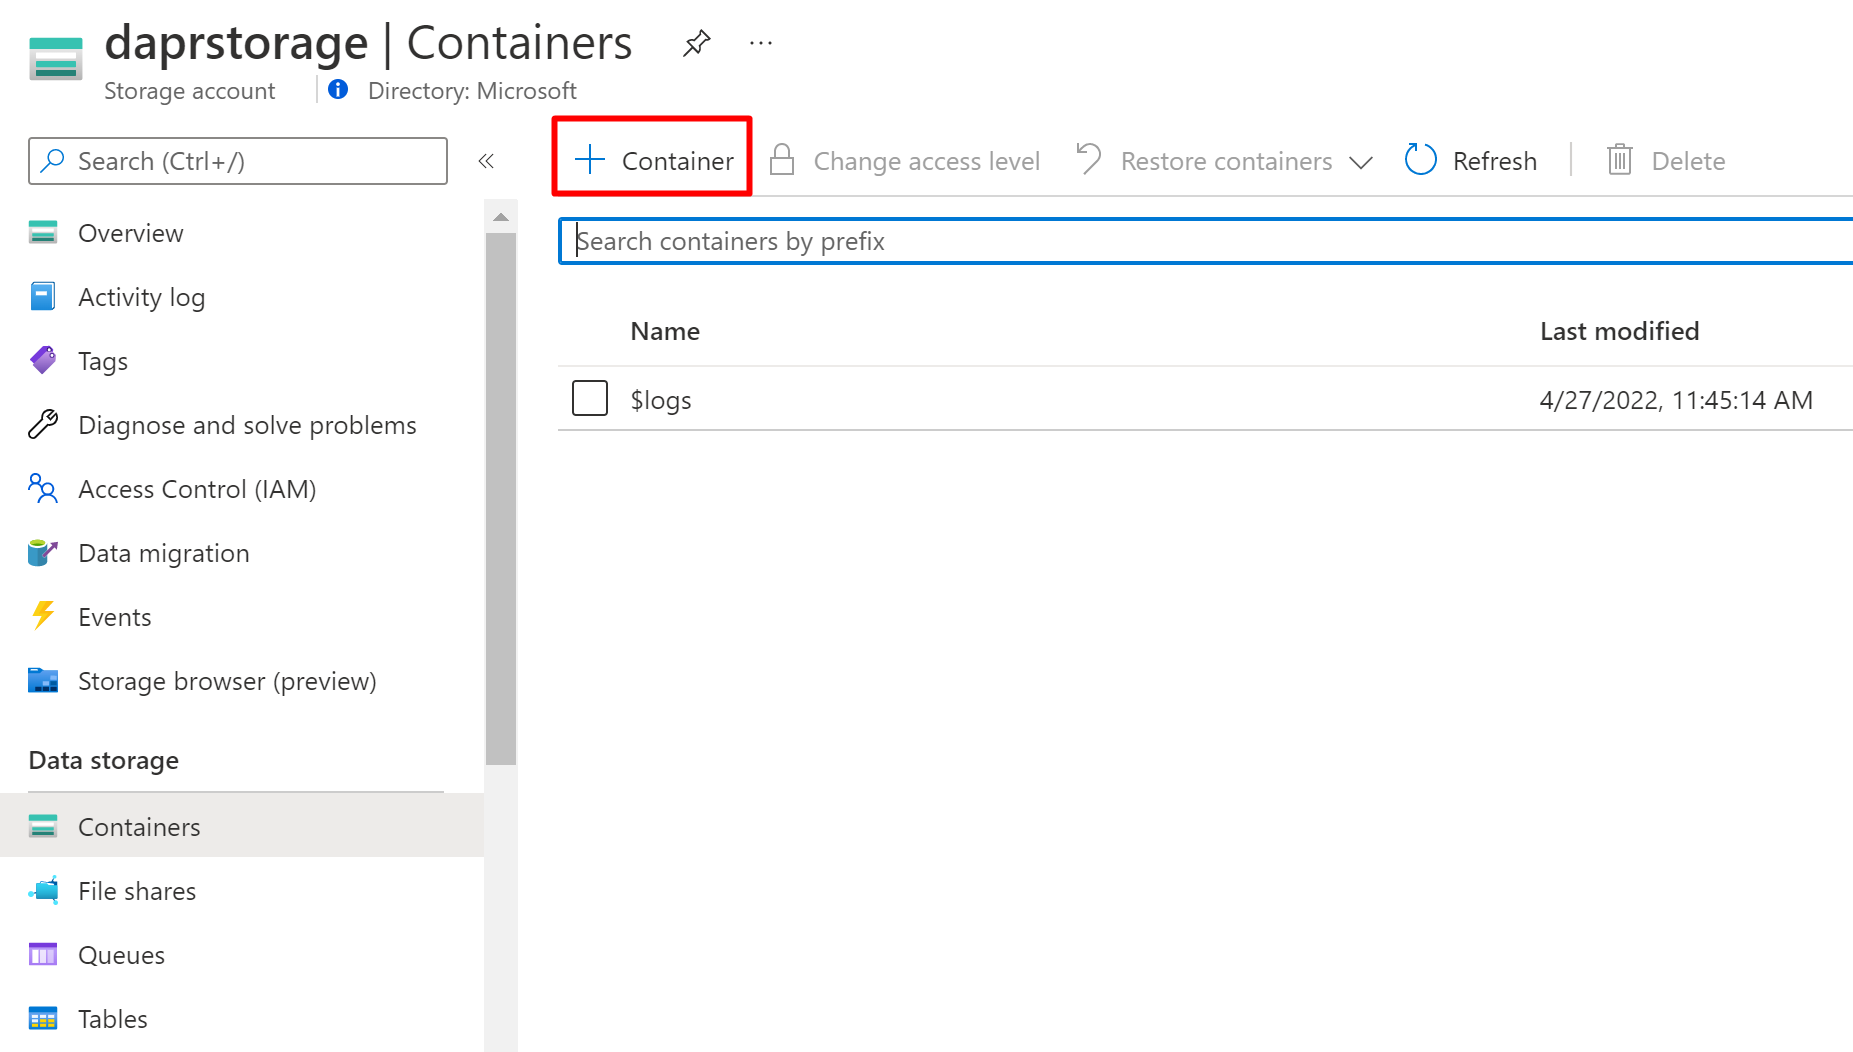 daprstorage | Containers
Storage account
Directory: Microsoft
Search (Ctrl+/)
Overview
Activity log
Tags
Diagnose and solve problems
Access Control (IAM)
Data migration
Events
Storage browser (preview)
Data storage
Containers
File shares
Queues
Tables
Container
Change access level
Restore containers
Refresh
Delete
Search containers by prefix
Name Last modified
$logs 4/27/2022, 11:45:14 AM